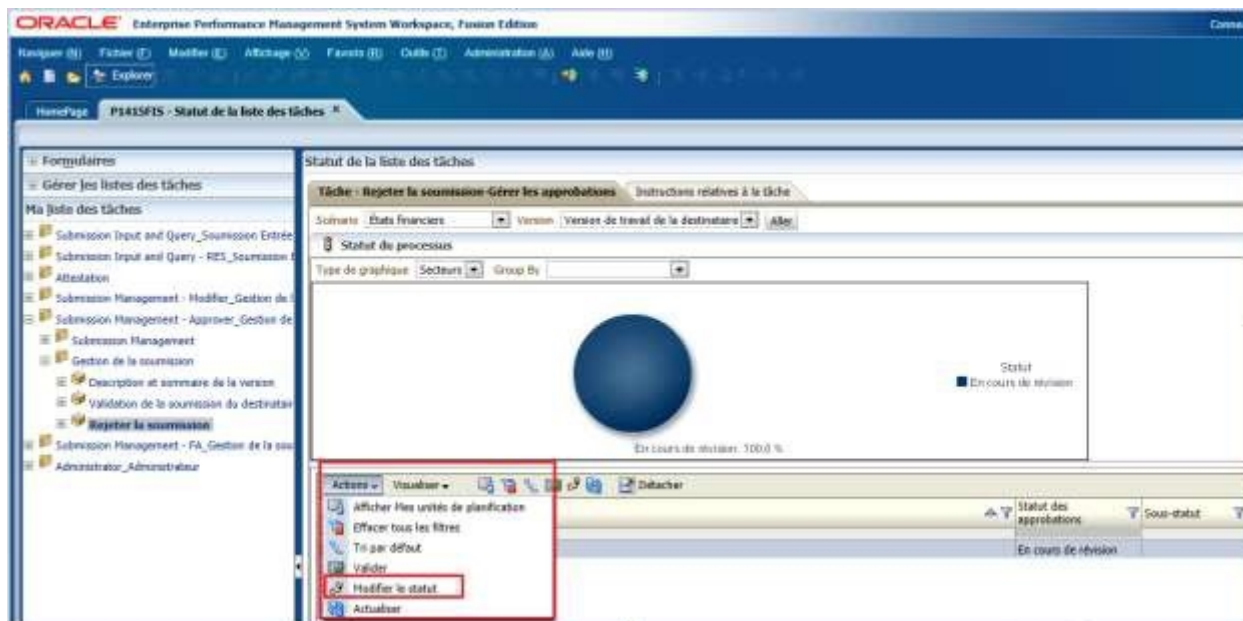 ORACLE Enterprise Performance Management System Workspace, Fusion Edition
Conne
Naviguer (N) Fichier (F) Modifier (E) Affichage (V) Favoris (R) Outils (T) Administration (A) Aide (H)
Explorer
HomePage P1415FIS - Statut de la liste des tâches
Formulaires
Gérer les listes des tâches
Ma liste des tâches
Submission Input and Query_Soumission Entrée
Submission Input and Query - RES_Soumission
Attestation
Submission Management - Modifier_Gestion de
Submission Management - Approver_Gestion de
Submission Management
Gestion de la soumission
Description et sommaire de la version
Validation de la soumission du destinatair
Rejeter la soumission
Submission Management - FA_Gestion de la sou
Administrator_Administrateur
Statut de la liste des tâches
Tâche - Rejeter la soumission-Gérer les approbations Instructions relatives à la tâche
Scénario États financiers Version Version de travail de la destinataire Aller
Statut du processus
Type de graphique Secteurs Group By
Statut
En cours de révision
En cours de révision: 100,0 %
Actions Visualiser Détacher
Afficher Mes unités de planification
Effacer tous les filtres
Tri par défaut
Valider
Modifier le statut
Actualiser
Statut des approbations Sous-statut
En cours de révision